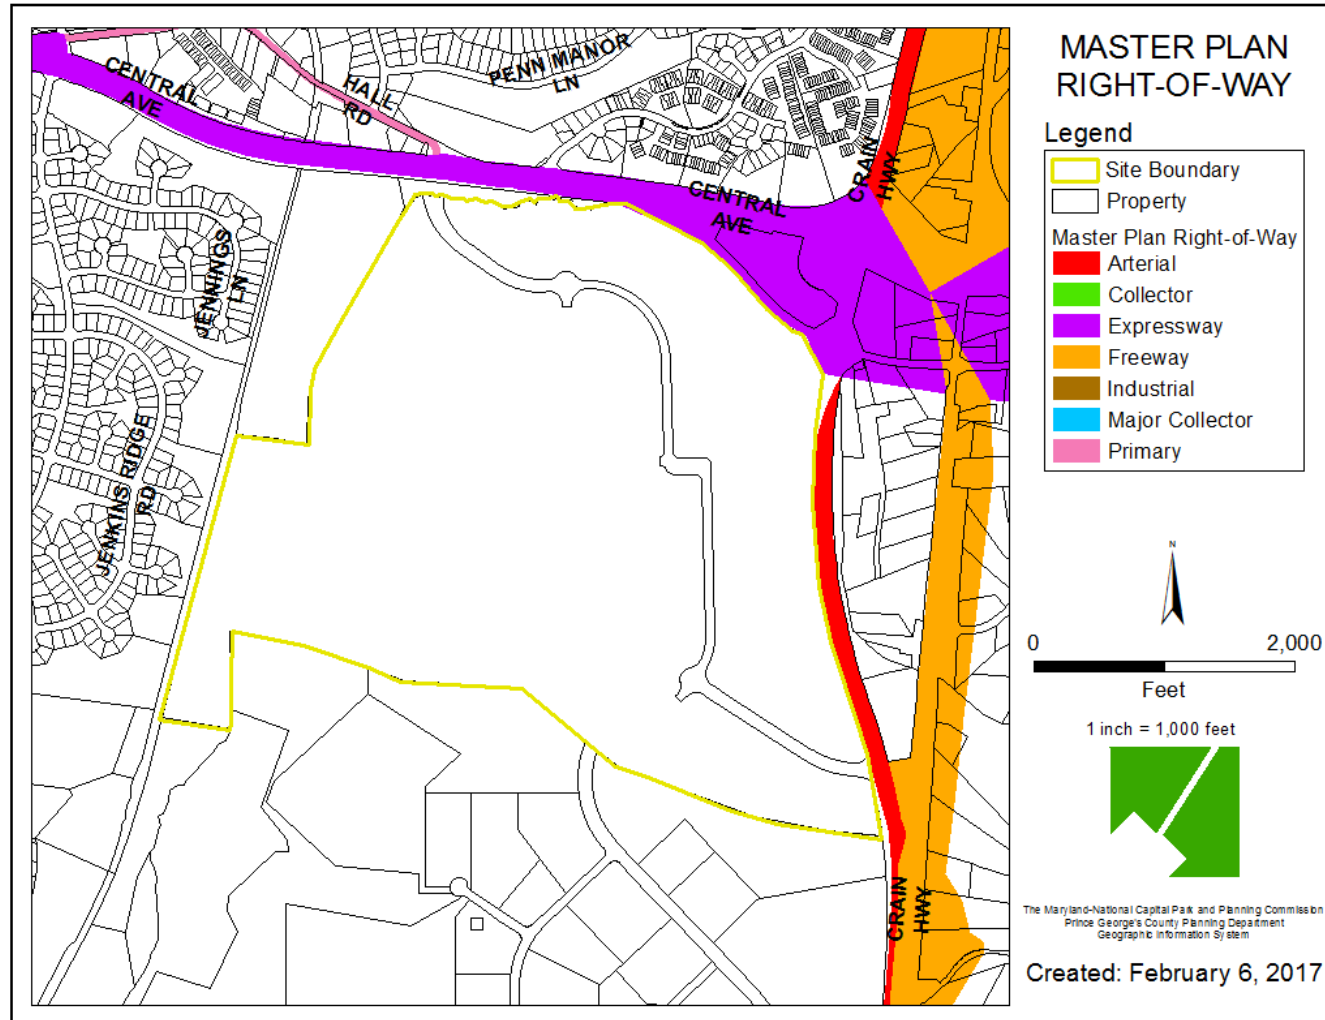 CENTRAL
AVE
HALL
RD
PENN MANOR
LN
CRAIN
HWY
CENTRAL
AVE
JENNINGS
LN
JENKINS RIDGE
RD
CRAIN
HWY
MASTER PLAN
RIGHT-OF-WAY
Legend
Site Boundary
Property
Master Plan Right-of-Way
Arterial
Collector
Expressway
Freeway
Industrial
Major Collector
Primary
N
0 2,000
Feet
1 inch = 1,000 feet
The Maryland-National Capital Park and Planning Commission
Prince George's County Planning Department
Geographic Information System
Created: February 6, 2017